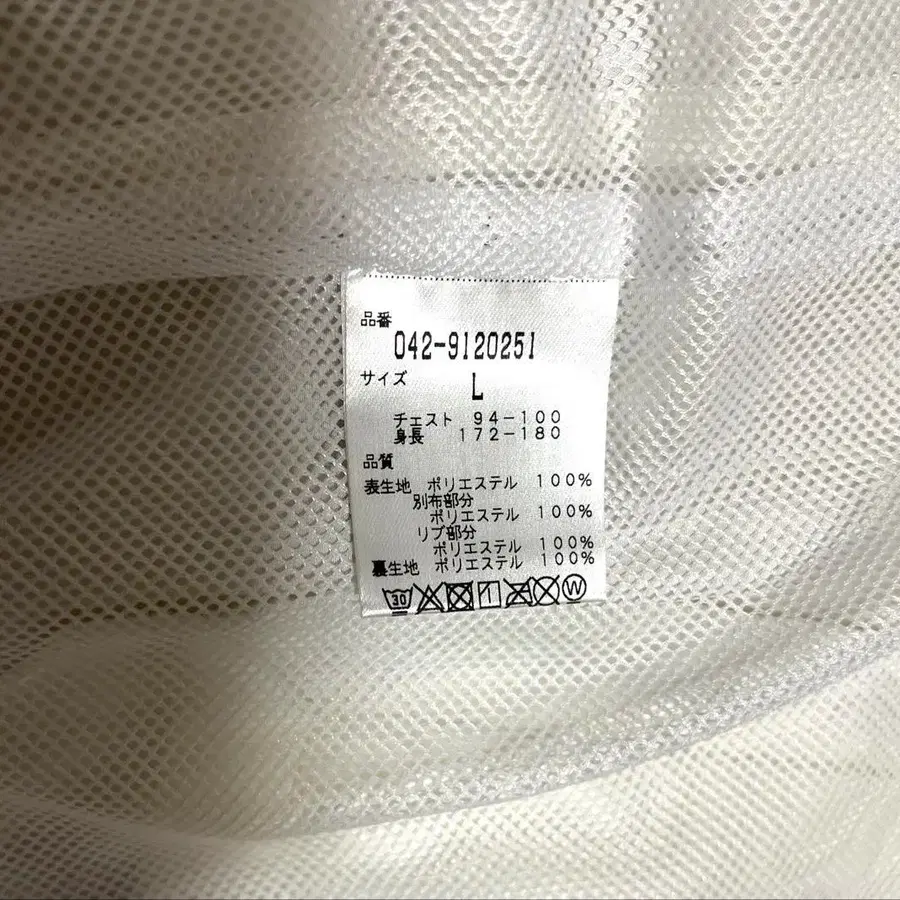 品番
042-9120251
サイズ
L
チェスト 94-100
身長 172-180
品質
表生地 ポリエステル 100%
別布部分
ポリエステル 100%
リブ部分
ポリエステル 100%
裏生地 ポリエステル 100%
30 W